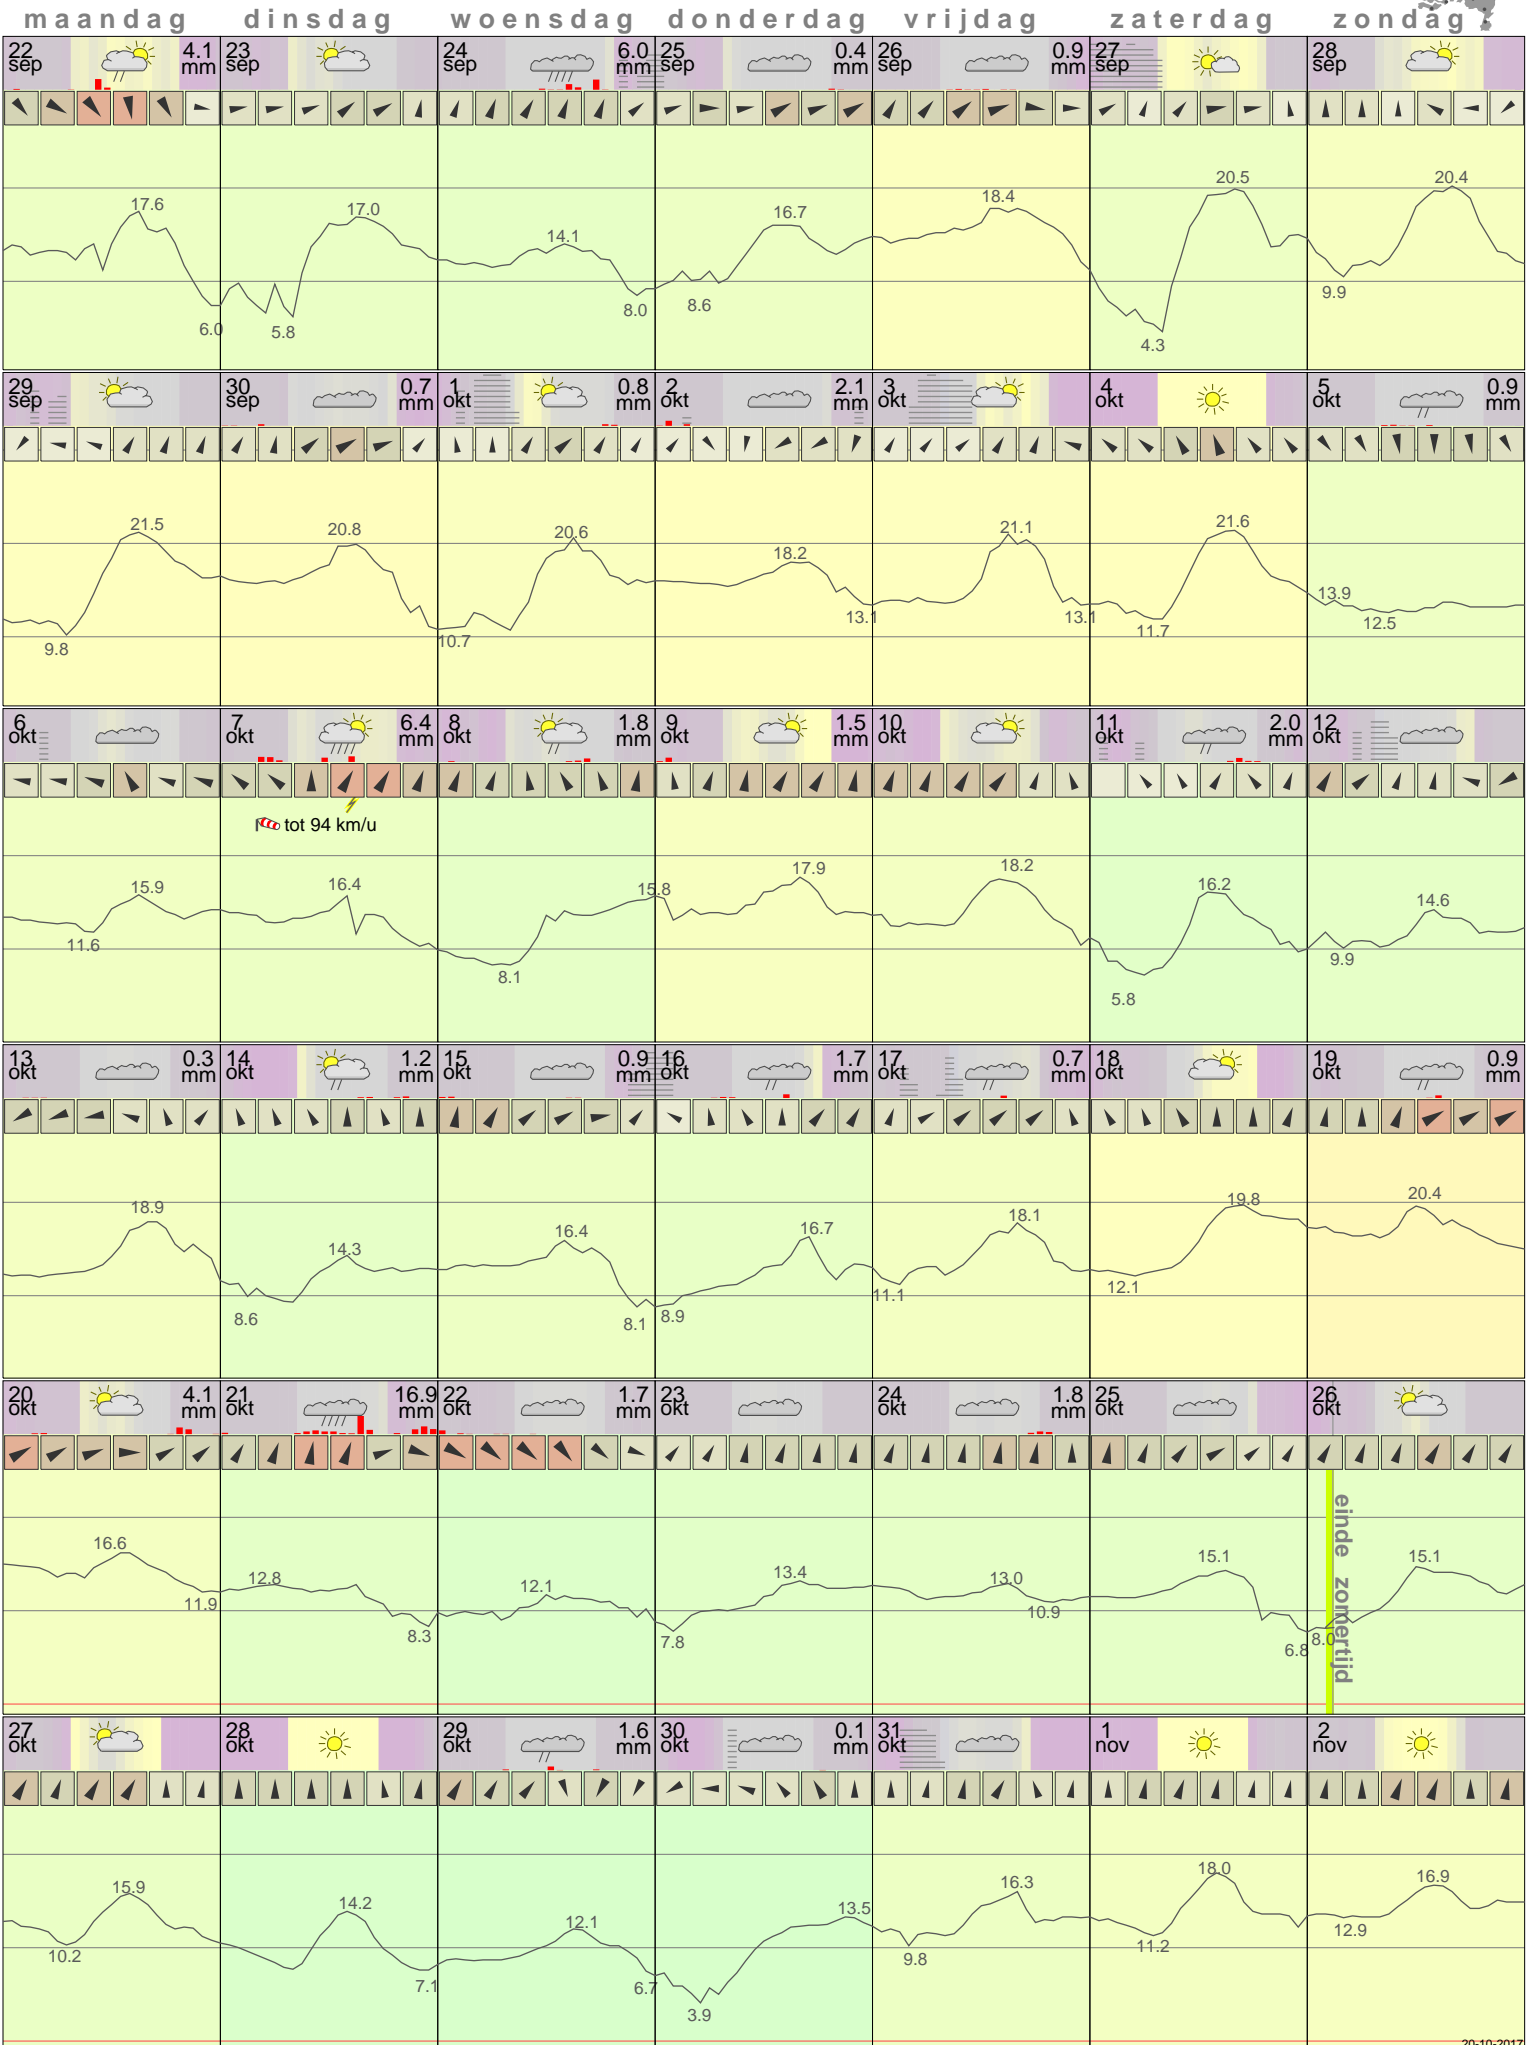 maandag dinsdag woensdag donderdag vrijdag zaterdag zondag
22 sep 4.1 mm 23 sep 24 sep 6.0 mm 25 sep 0.4 mm 26 sep 0.9 mm 27 sep 28 sep
17.6 17.0 14.1 16.7 18.4 20.5 20.4
6.0 5.8 8.0 8.6 4.3 9.9
29 sep 30 sep 0.7 mm 1 okt 0.8 mm 2 okt 2.1 mm 3 okt 4 okt 5 okt 0.9 mm
21.5 20.8 20.6 18.2 21.1 21.6 13.9
9.8 10.7 13.1 13.1 11.7 12.5
6 okt 7 okt 6.4 mm 8 okt 1.8 mm 9 okt 1.5 mm 10 okt 11 okt 2.0 mm 12 okt
tot 94 km/u
15.9 16.4 15.8 17.9 18.2 16.2 14.6
11.6 8.1 5.8 9.9
13 okt 0.3 mm 14 okt 1.2 mm 15 okt 0.9 mm 16 okt 1.7 mm 17 okt 0.7 mm 18 okt 19 okt 0.9 mm
18.9 14.3 16.4 16.7 18.1 19.8 20.4
8.6 8.1 8.9 11.1 12.1
20 okt 4.1 mm 21 okt 16.9 mm 22 okt 1.7 mm 23 okt 24 okt 1.8 mm 25 okt 26 okt
16.6 12.8 12.1 13.4 13.0 15.1 15.1
11.9 8.3 7.8 10.9 6.8 8.0
einde zomertijd
27 okt 28 okt 29 okt 1.6 mm 30 okt 0.1 mm 31 okt 1 nov 2 nov
15.9 14.2 12.1 13.5 16.3 18.0 16.9
10.2 7.1 6.7 3.9 9.8 11.2 12.9
20-10-2017